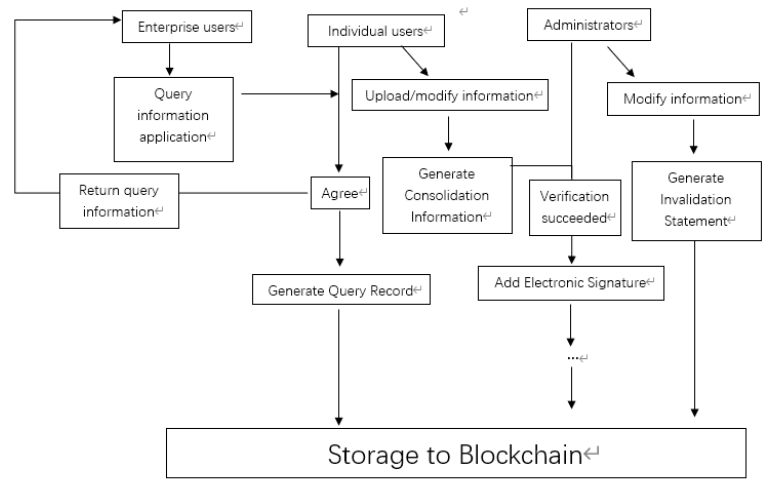 Enterprise users↵
Individual users↵
↵
Administrators↵
Query
information
application↵
Upload/modify information↵
Modify information↵
Return query
information↵
Agree↵
Generate
Consolidation
Information↵
Verification
succeeded↵
Generate
Invalidation
Statement↵
Generate Query Record↵
Add Electronic Signature↵
...↵
Storage to Blockchain↵